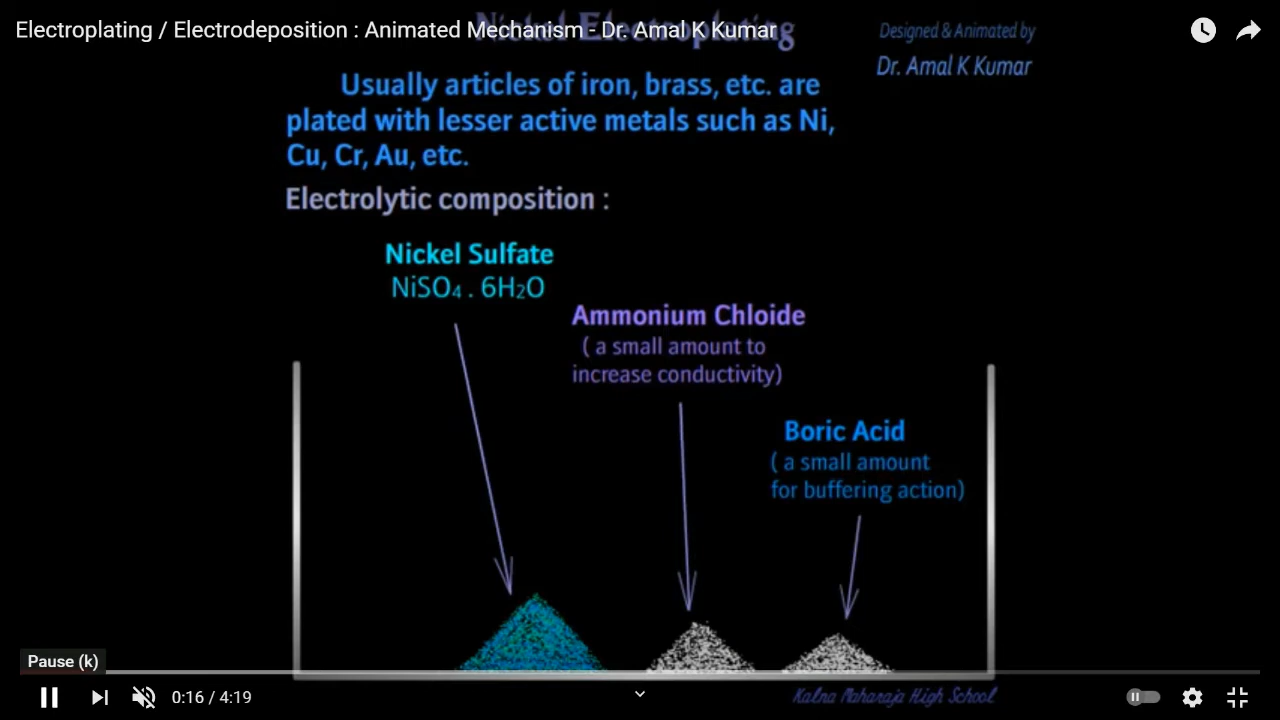 Electroplating / Electrodeposition : Animated Mechanism - Dr. Amal K Kumar
Nickel Electroplating
Designed & Animated by
Dr. Amal K Kumar
Usually articles of iron, brass, etc. are
plated with lesser active metals such as Ni,
Cu, Cr, Au, etc.
Electrolytic composition :
Nickel Sulfate
NiSO₄ . 6H₂O
Ammonium Chloide
( a small amount to
increase conductivity)
Boric Acid
( a small amount
for buffering action)
Pause (k)
0:16 / 4:19
Kalna Maharaja High School